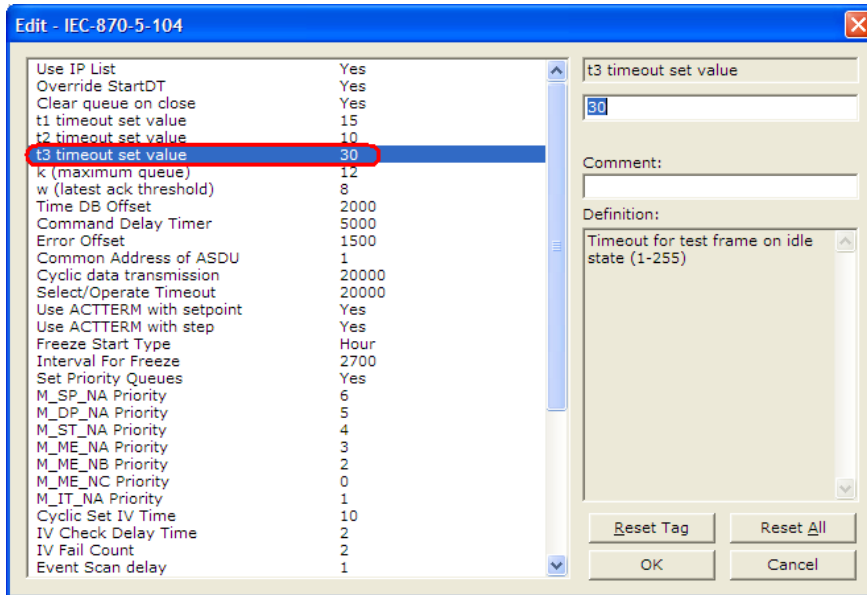 Edit - IEC-870-5-104
Use IP List Yes
Override StartDT Yes
Clear queue on close Yes
t1 timeout set value 15
t2 timeout set value 10
t3 timeout set value 30
k (maximum queue) 12
w (latest ack threshold) 8
Time DB Offset 2000
Command Delay Timer 5000
Error Offset 1500
Common Address of ASDU 1
Cyclic data transmission 20000
Select/Operate Timeout 20000
Use ACTTERM with setpoint Yes
Use ACTTERM with step Yes
Freeze Start Type Hour
Interval For Freeze 2700
Set Priority Queues Yes
M_SP_NA Priority 6
M_DP_NA Priority 5
M_ST_NA Priority 4
M_ME_NA Priority 3
M_ME_NB Priority 2
M_ME_NC Priority 0
M_IT_NA Priority 1
Cyclic Set IV Time 10
IV Check Delay Time 2
IV Fail Count 2
Event Scan delay 1
t3 timeout set value
30
Comment:
Definition:
Timeout for test frame on idle
state (1-255)
Reset Tag Reset All
OK Cancel